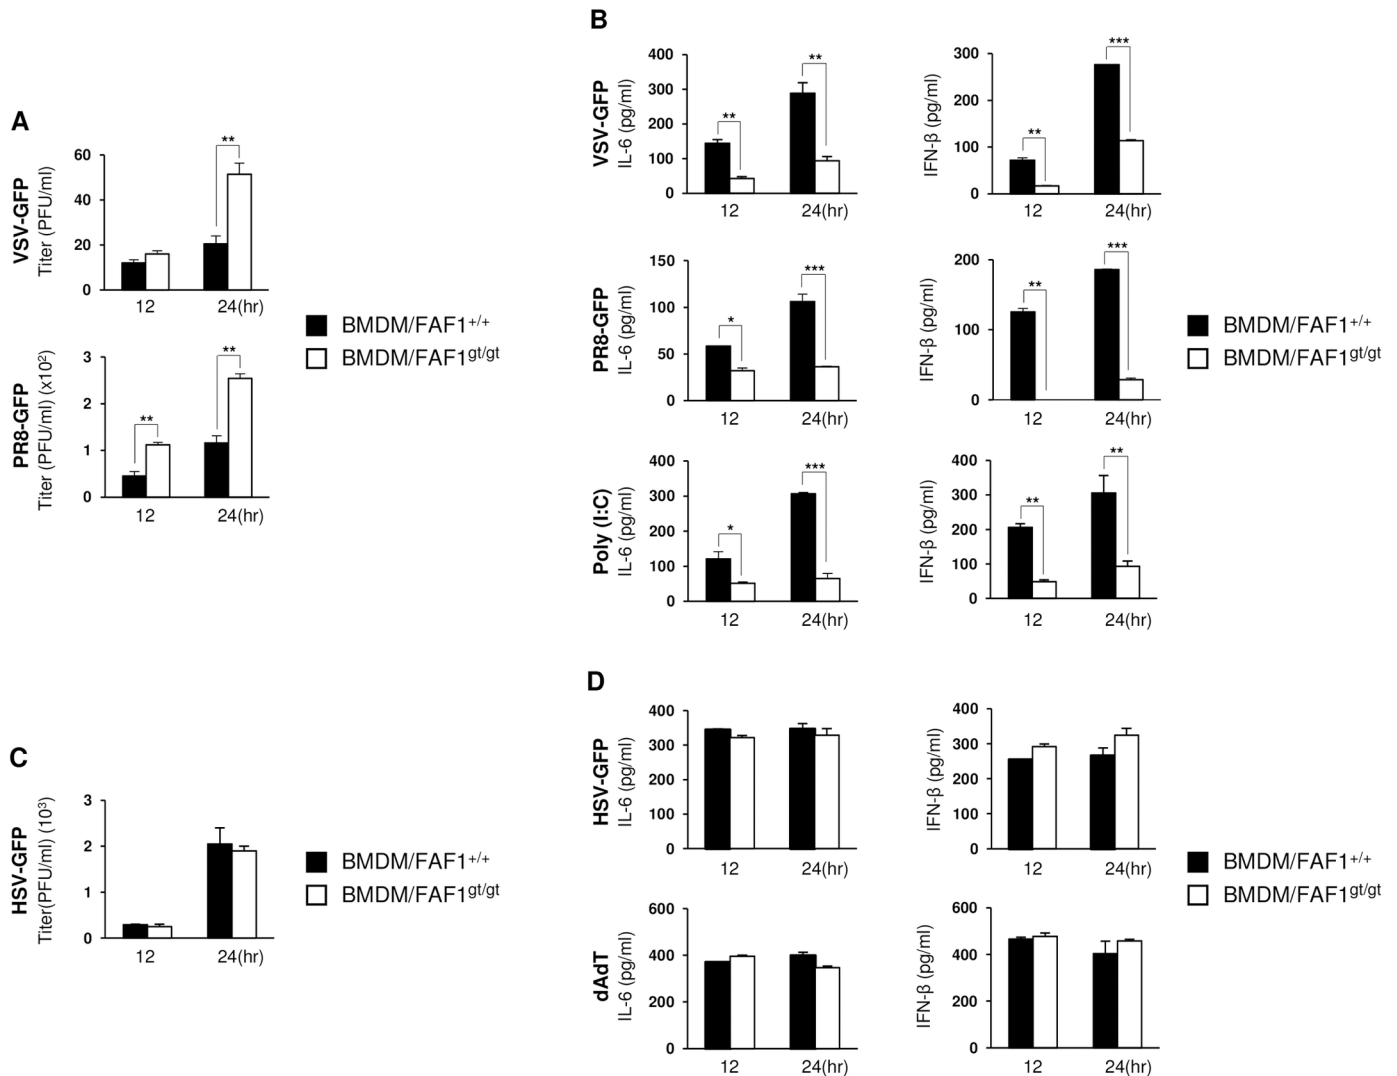 A
VSV-GFP
Titer (PFU/ml)
60
40
20
0
**
12
24(hr)
PR8-GFP
Titer (PFU/ml) (x10²)
3
2
1
0
**
**
12
24(hr)
BMDM/FAF1+/+
BMDM/FAF1gt/gt
B
VSV-GFP
IL-6 (pg/ml)
400
300
200
100
0
**
**
12
24(hr)
IFN-β (pg/ml)
300
200
100
0
**
***
12
24(hr)
PR8-GFP
IL-6 (pg/ml)
150
100
50
0
*
***
12
24(hr)
IFN-β (pg/ml)
200
100
0
**
***
12
24(hr)
Poly (I:C)
IL-6 (pg/ml)
400
300
200
100
0
*
***
12
24(hr)
IFN-β (pg/ml)
400
300
200
100
0
**
**
12
24(hr)
BMDM/FAF1+/+
BMDM/FAF1gt/gt
C
HSV-GFP
Titer(PFU/ml) (10³)
3
2
1
0
12
24(hr)
BMDM/FAF1+/+
BMDM/FAF1gt/gt
D
HSV-GFP
IL-6 (pg/ml)
400
300
200
100
0
12
24(hr)
IFN-β (pg/ml)
400
300
200
100
0
12
24(hr)
dAdT
IL-6 (pg/ml)
600
400
200
0
12
24(hr)
IFN-β (pg/ml)
600
400
200
0
12
24(hr)
BMDM/FAF1+/+
BMDM/FAF1gt/gt